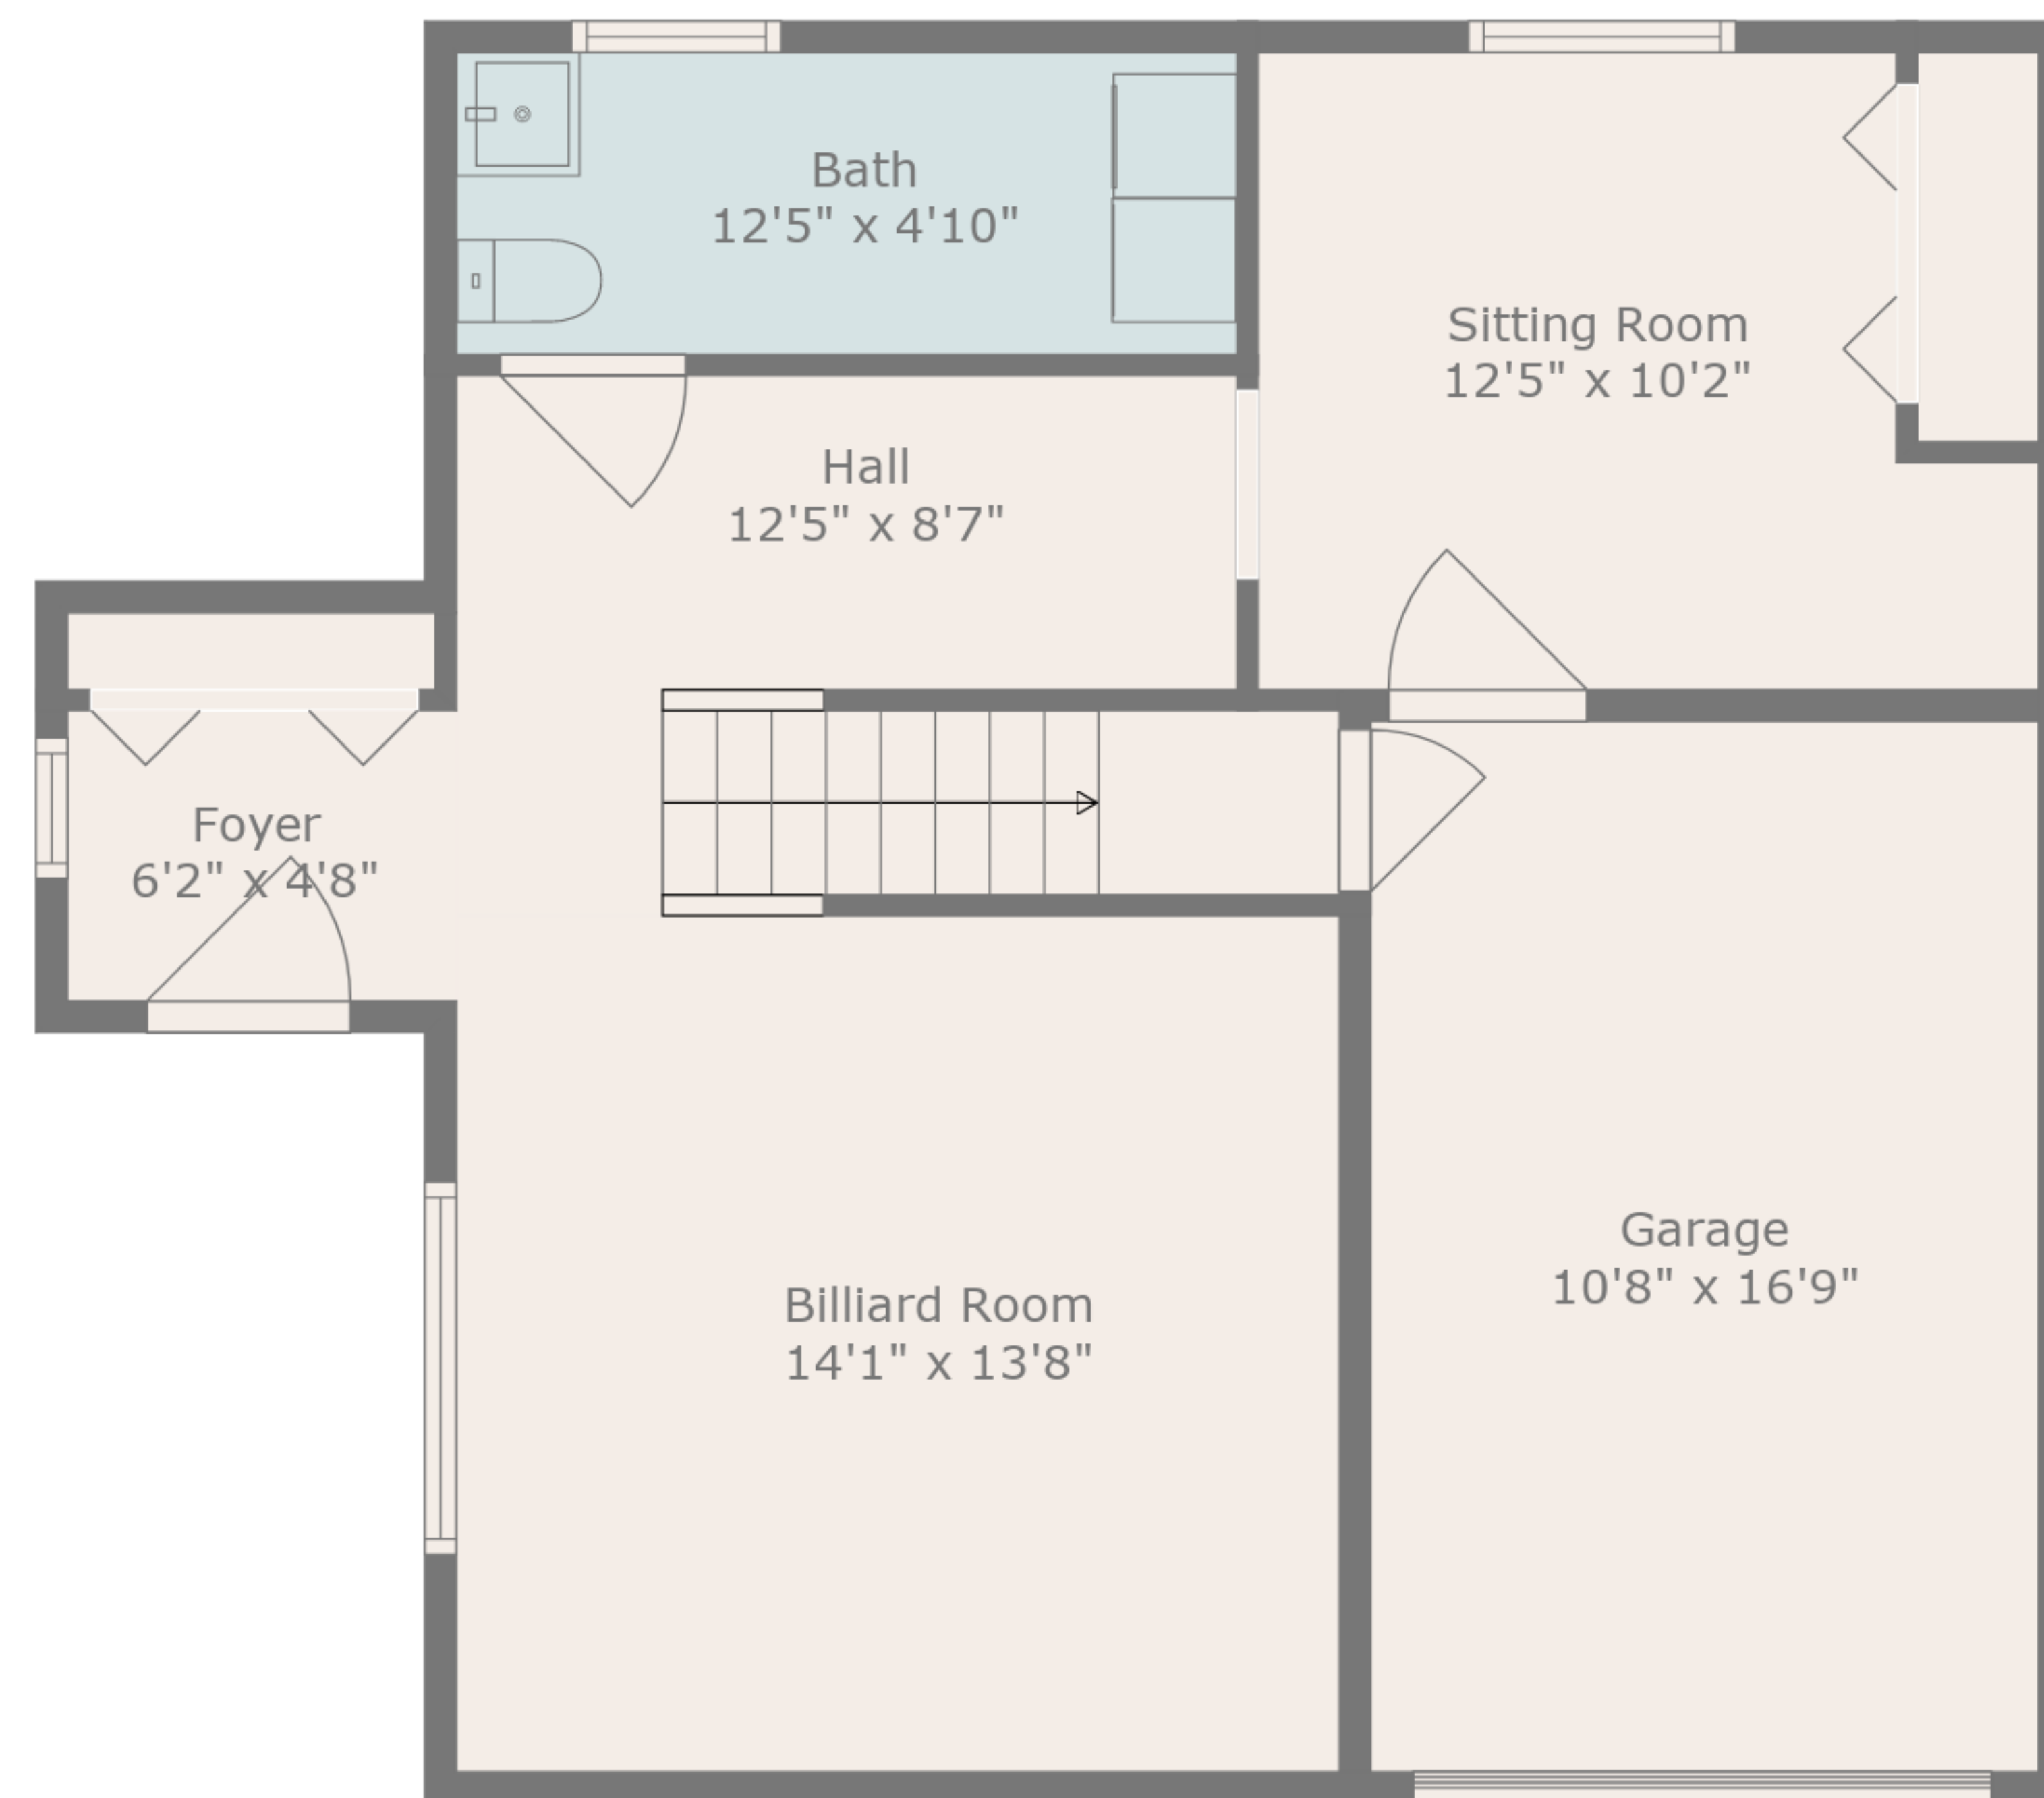 Bath
12'5" x 4'10"
Sitting Room
12'5" x 10'2"
Hall
12'5" x 8'7"
Foyer
6'2" x 4'8"
Garage
10'8" x 16'9"
Billiard Room
14'1" x 13'8"